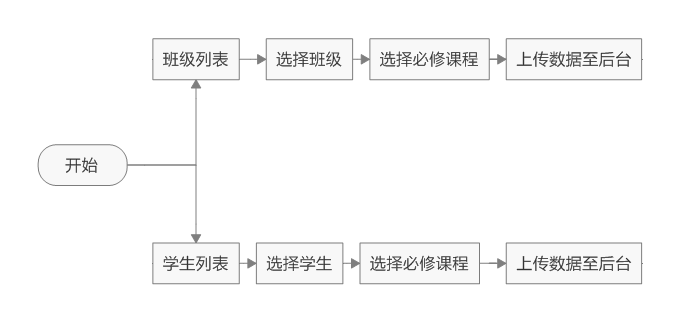 班级列表
选择班级
选择必修课程
上传数据至后台
开始
学生列表
选择学生
选择必修课程
上传数据至后台